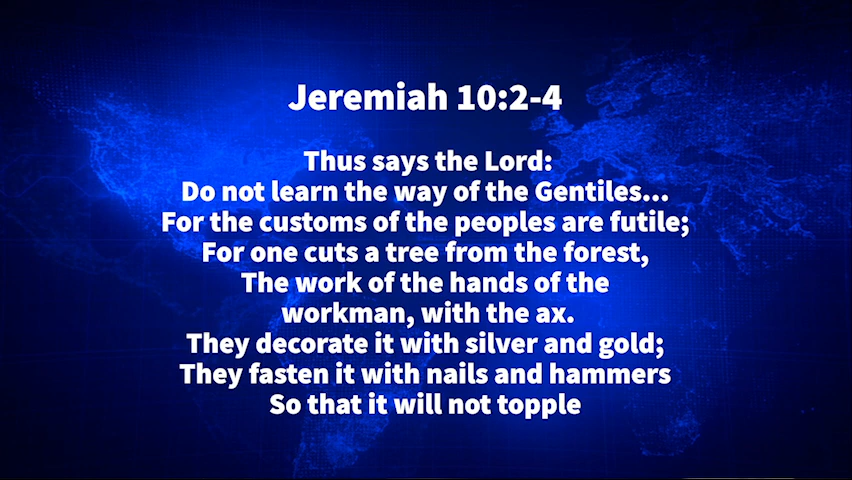 Jeremiah 10:2-4
Thus says the Lord:
Do not learn the way of the Gentiles...
For the customs of the peoples are futile;
For one cuts a tree from the forest,
The work of the hands of the
workman, with the ax.
They decorate it with silver and gold;
They fasten it with nails and hammers
So that it will not topple